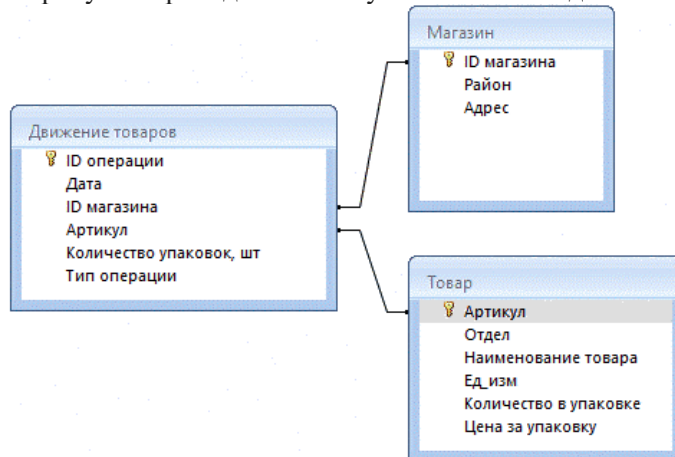 Магазин
ID магазина
Район
Адрес
Движение товаров
ID операции
Дата
ID магазина
Артикул
Количество упаковок, шт
Тип операции
Товар
Артикул
Отдел
Наименование товара
Ед_изм
Количество в упаковке
Цена за упаковку